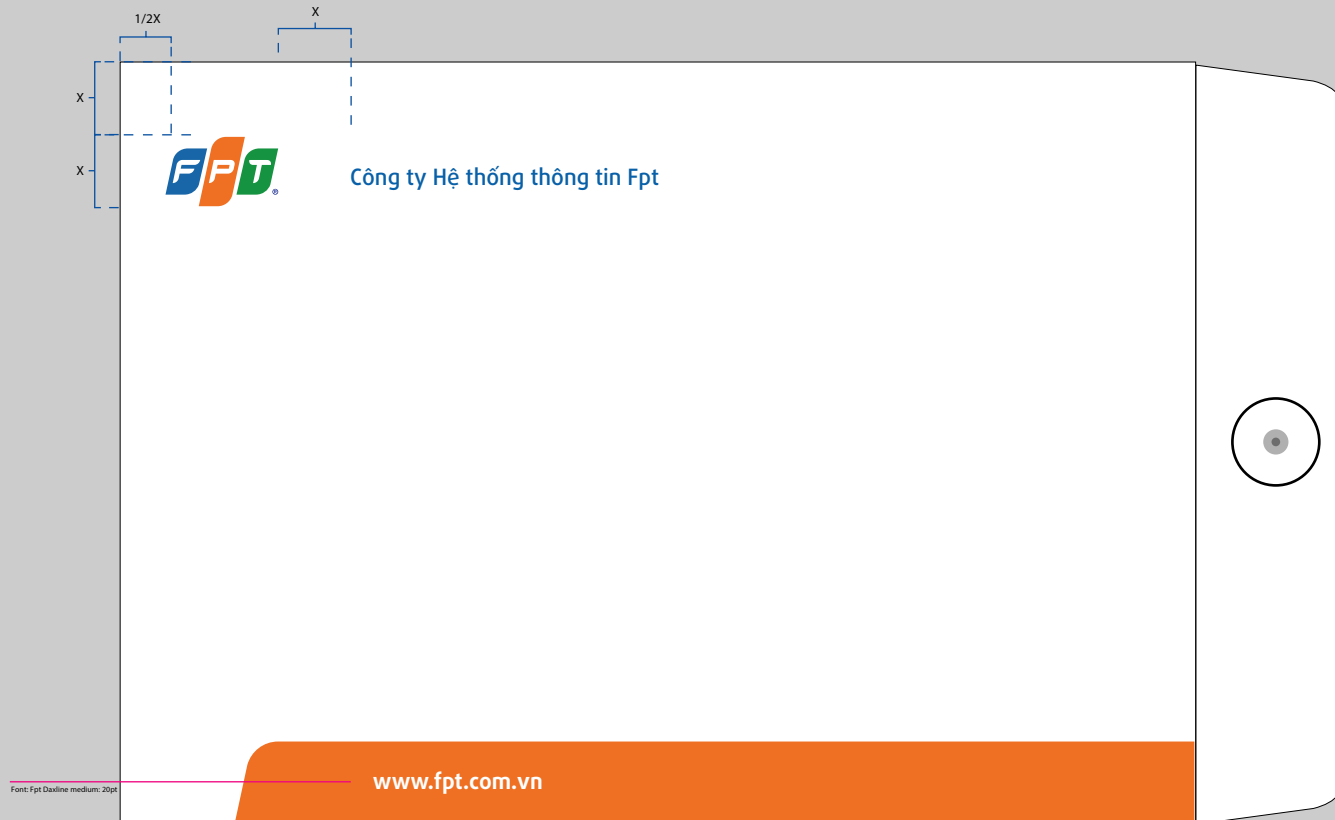 1/2X
X
X
X
FPT®
Công ty Hệ thống thông tin Fpt
www.fpt.com.vn
Font: Fpt Daxline medium: 20pt